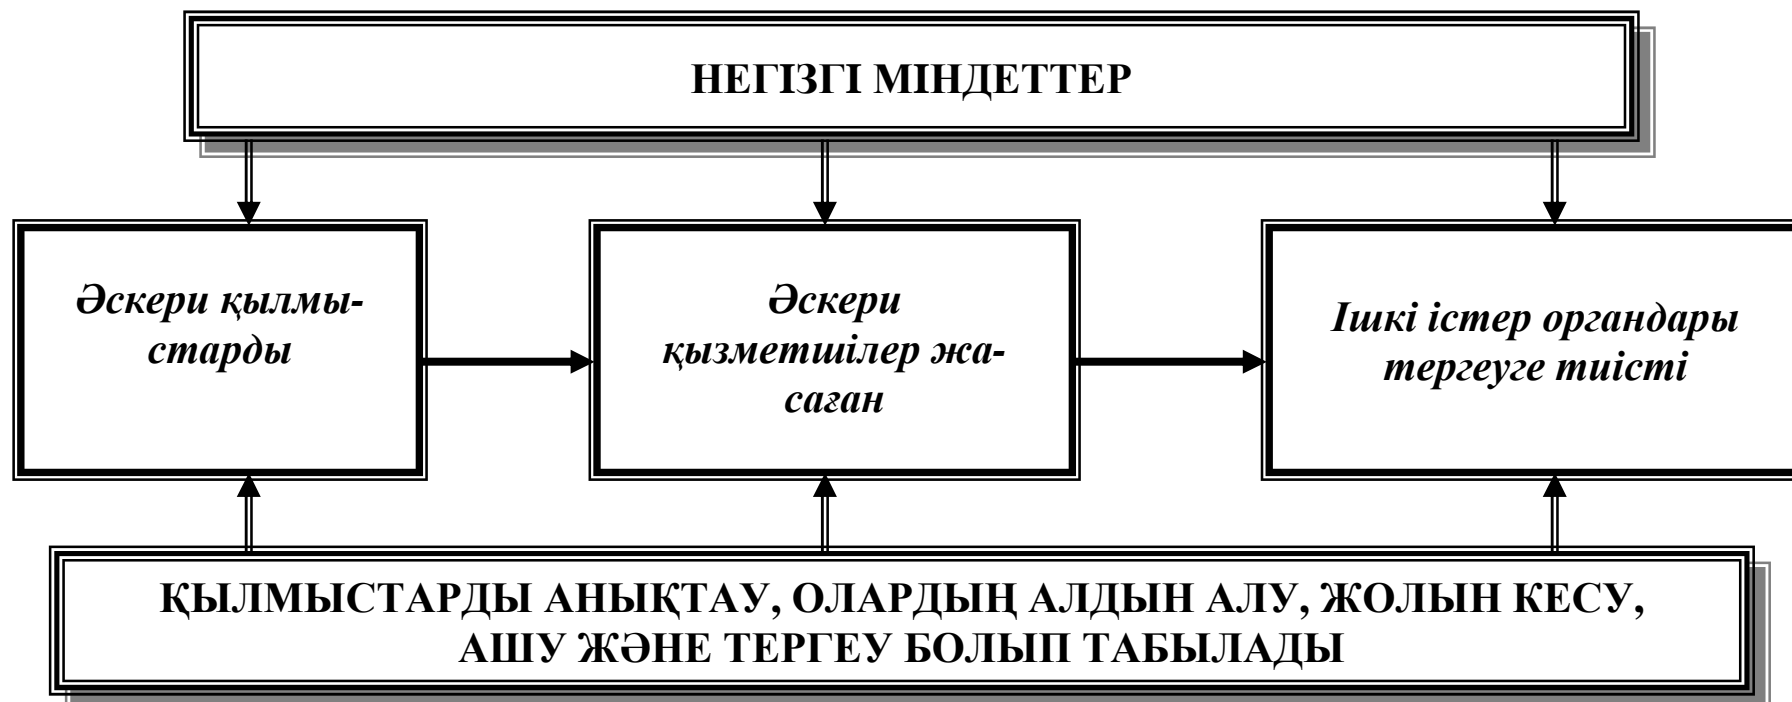 НЕГІЗГІ МІНДЕТТЕР
Әскери қылмы-
старды
Әскери
қызметшілер жа-
саған
Ішкі істер органдары
тергеуге тиісті
ҚЫЛМЫСТАРДЫ АНЫҚТАУ, ОЛАРДЫҢ АЛДЫН АЛУ, ЖОЛЫН КЕСУ,
АШУ ЖӘНЕ ТЕРГЕУ БОЛЫП ТАБЫЛАДЫ